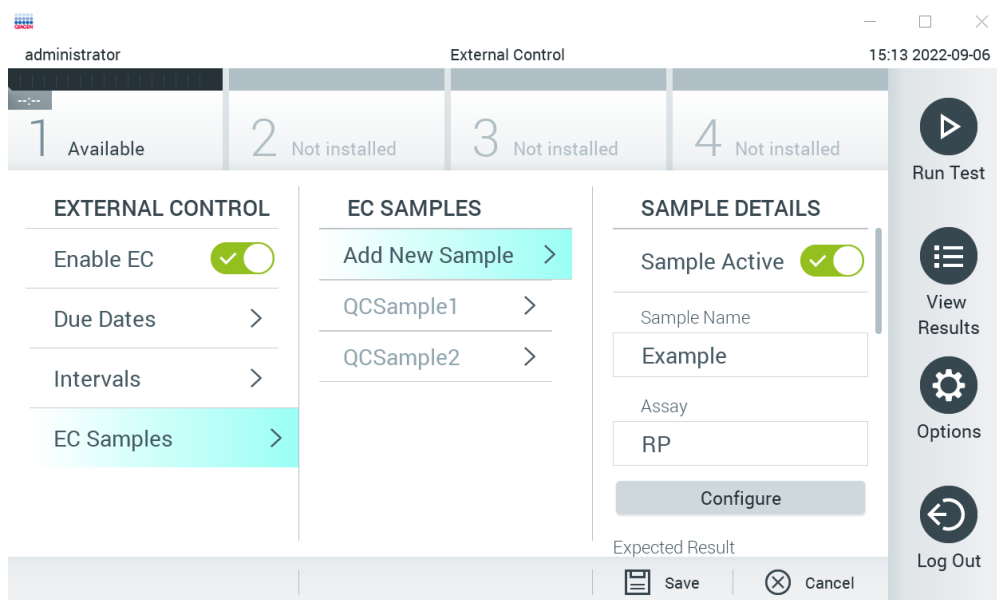 QIAGEN
administrator
External Control
15:13 2022-09-06
--:--
1 Available
2 Not installed
3 Not installed
4 Not installed
Run Test
View
Results
Options
Log Out
EXTERNAL CONTROL
Enable EC
Due Dates
Intervals
EC Samples
EC SAMPLES
Add New Sample
QCSample1
QCSample2
SAMPLE DETAILS
Sample Active
Sample Name
Example
Assay
RP
Configure
Expected Result
Save
Cancel